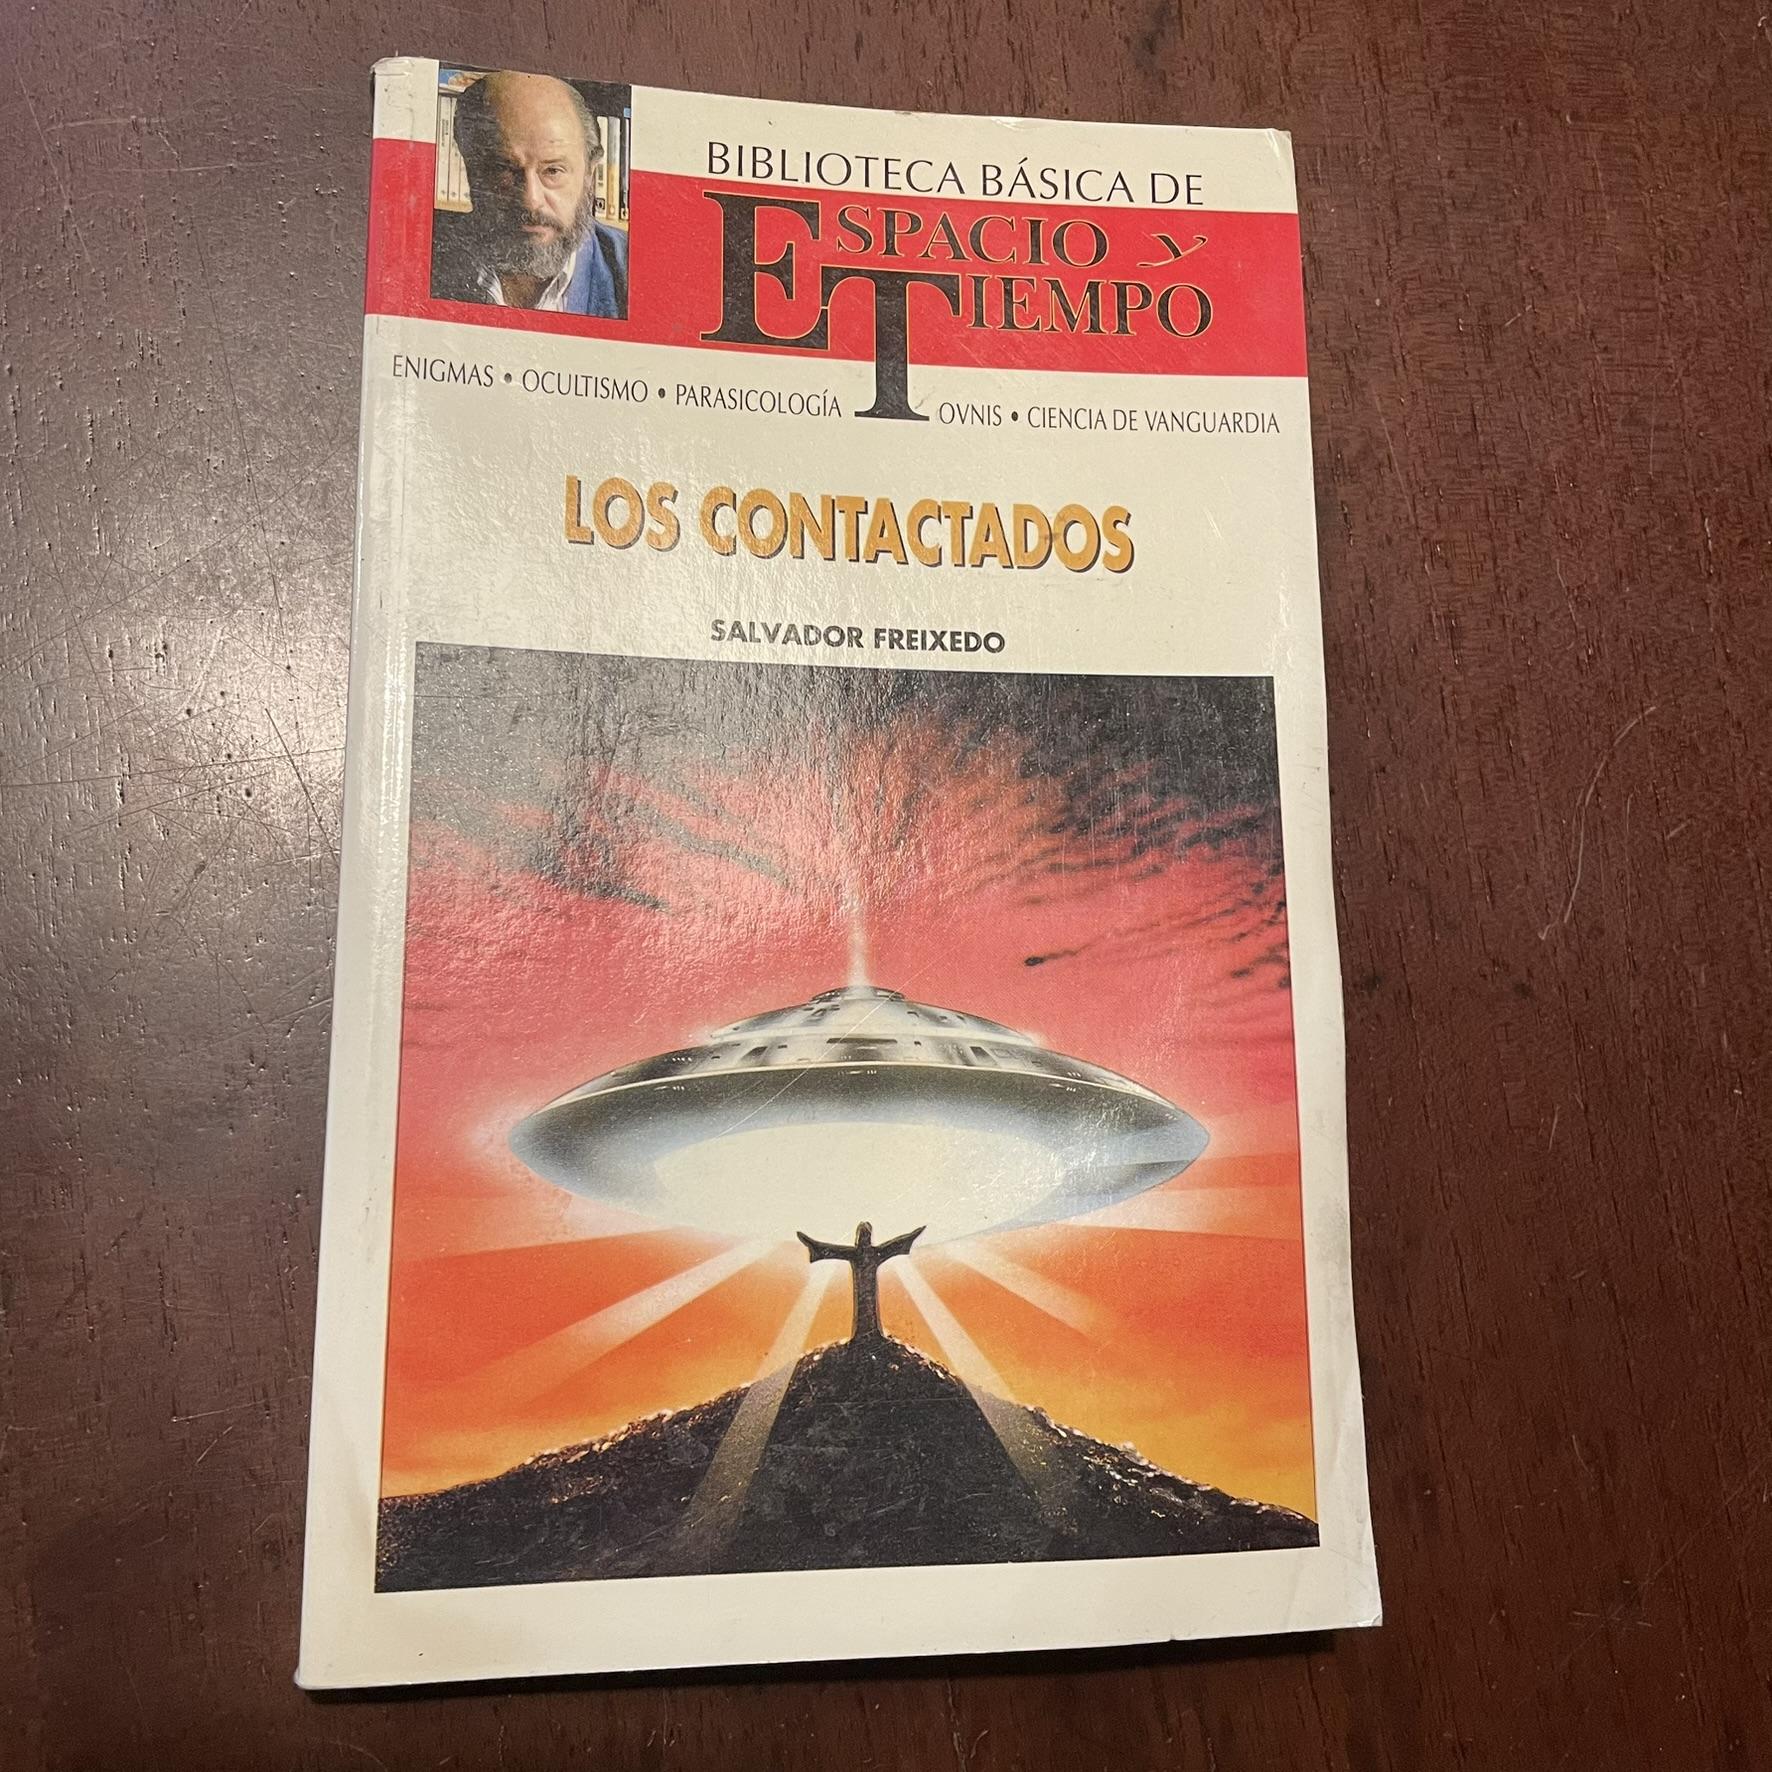 BIBLIOTECA BÁSICA DE
ESPACIO y
TIEMPO
ENIGMAS • OCULTISMO • PARASICOLOGÍA OVNIS • CIENCIA DE VANGUARDIA
LOS CONTACTADOS
SALVADOR FREIXEDO